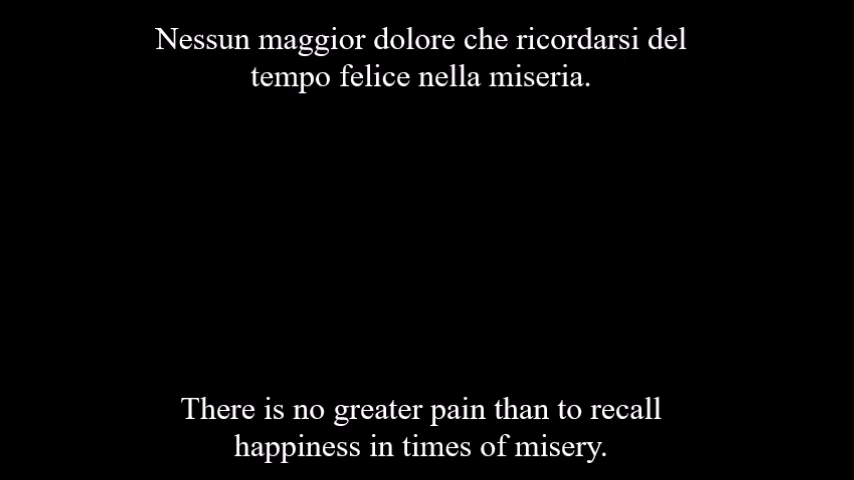 Nessun maggior dolore che ricordarsi del
tempo felice nella miseria.
There is no greater pain than to recall
happiness in times of misery.